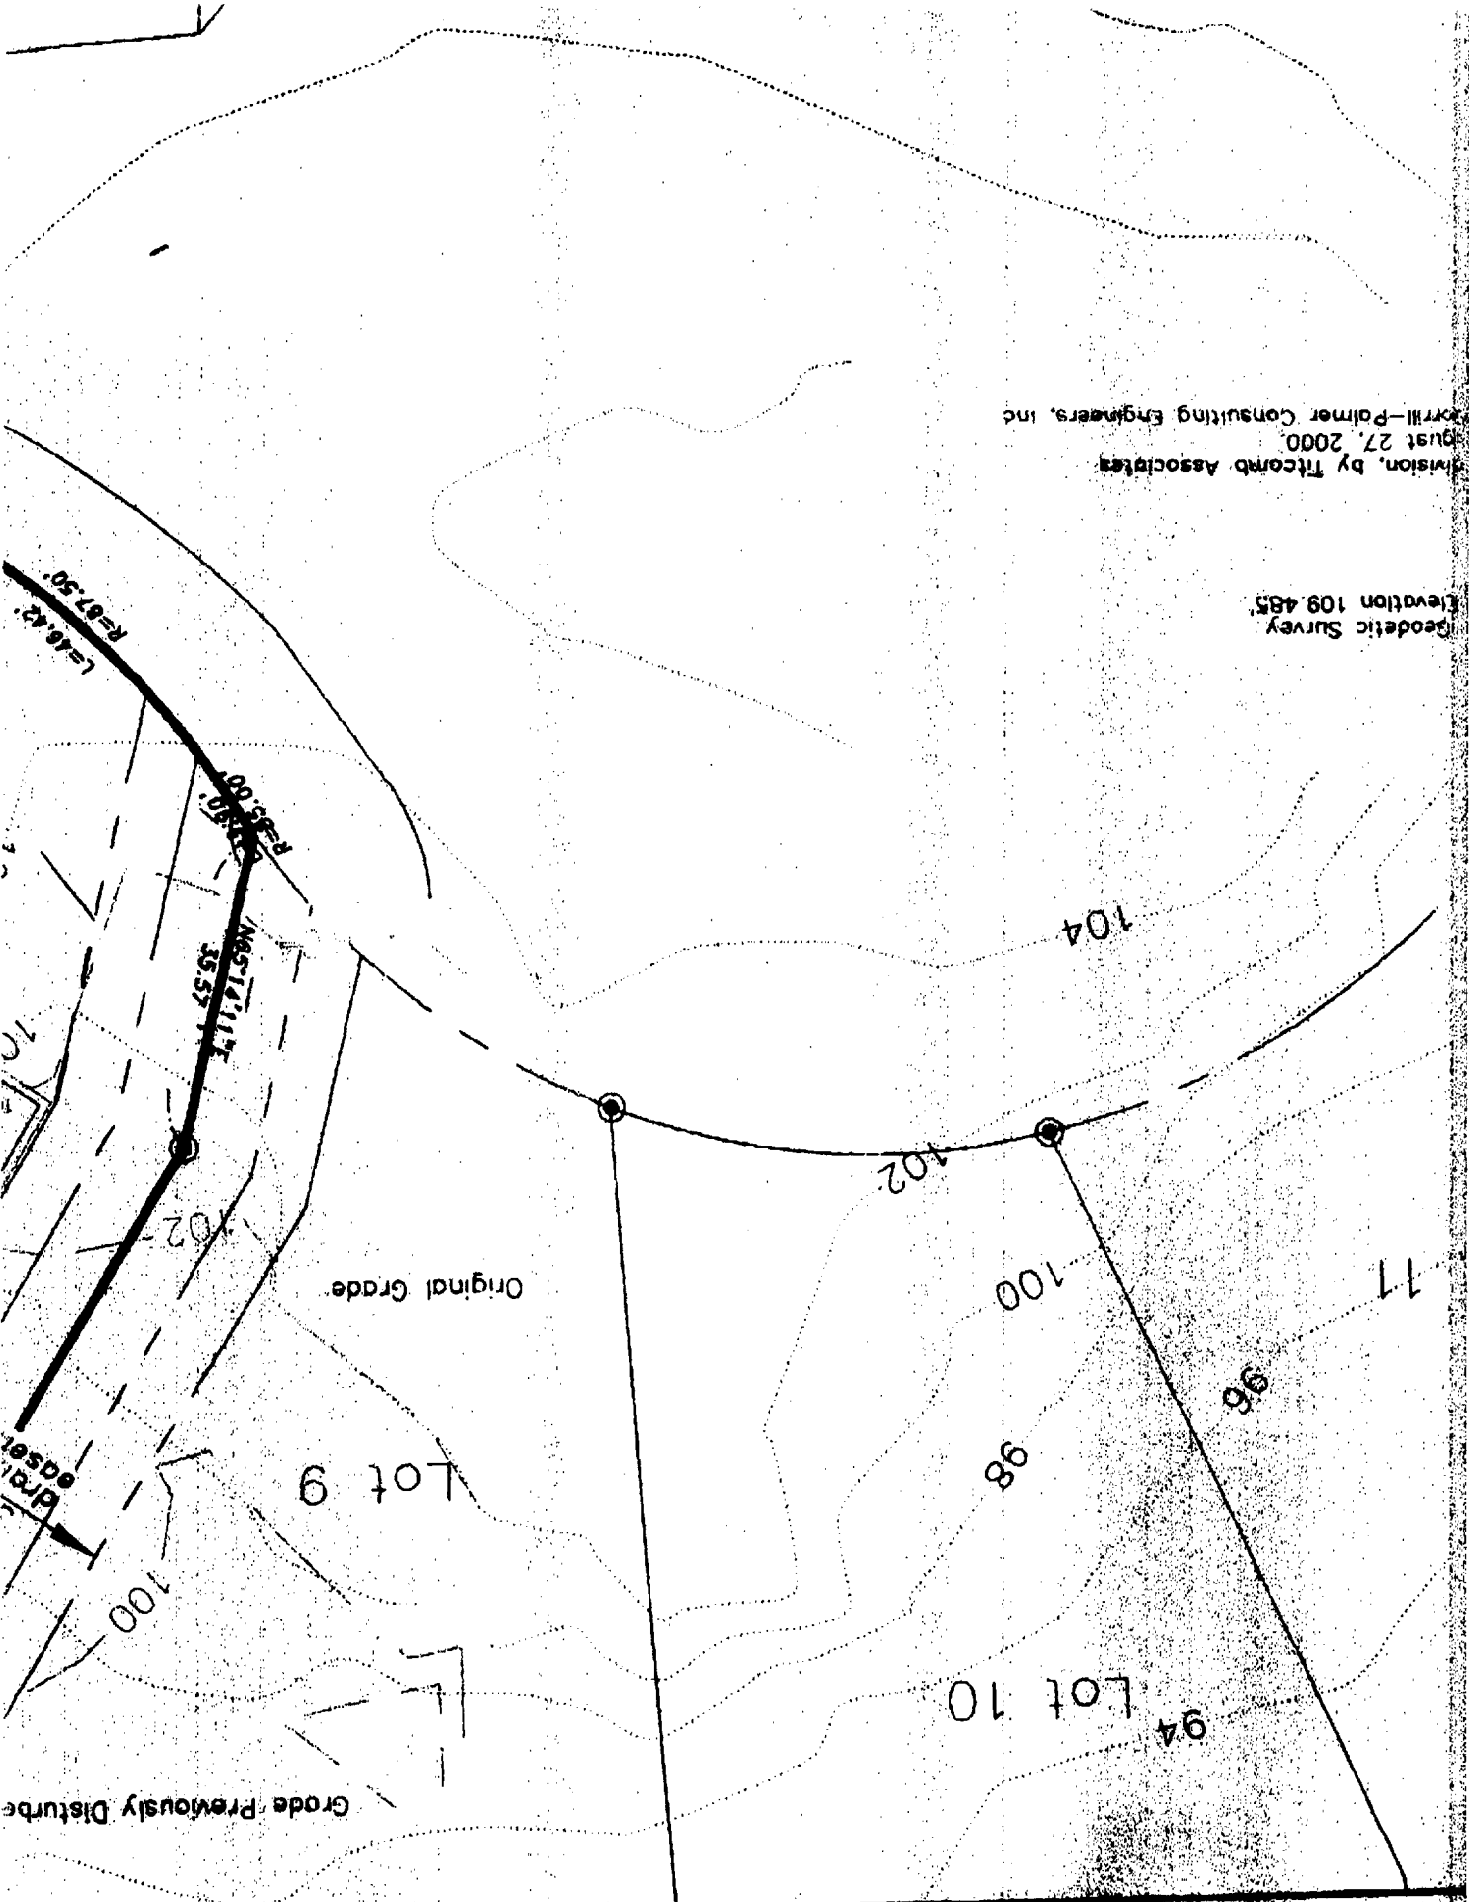 Grade Previously Disturbe
Lot 10
94
100
Lot 9
98
96
drai
easei
Original Grade
100
11
102
102
N65°14'11"E
35.57
104
R=85.00'
L=46.42'
R=87.50'
Geodetic Survey
Elevation 109.485'
division, by Titcomb Associates
gust 27, 2000
orrill-Palmer Consulting Engineers, Inc